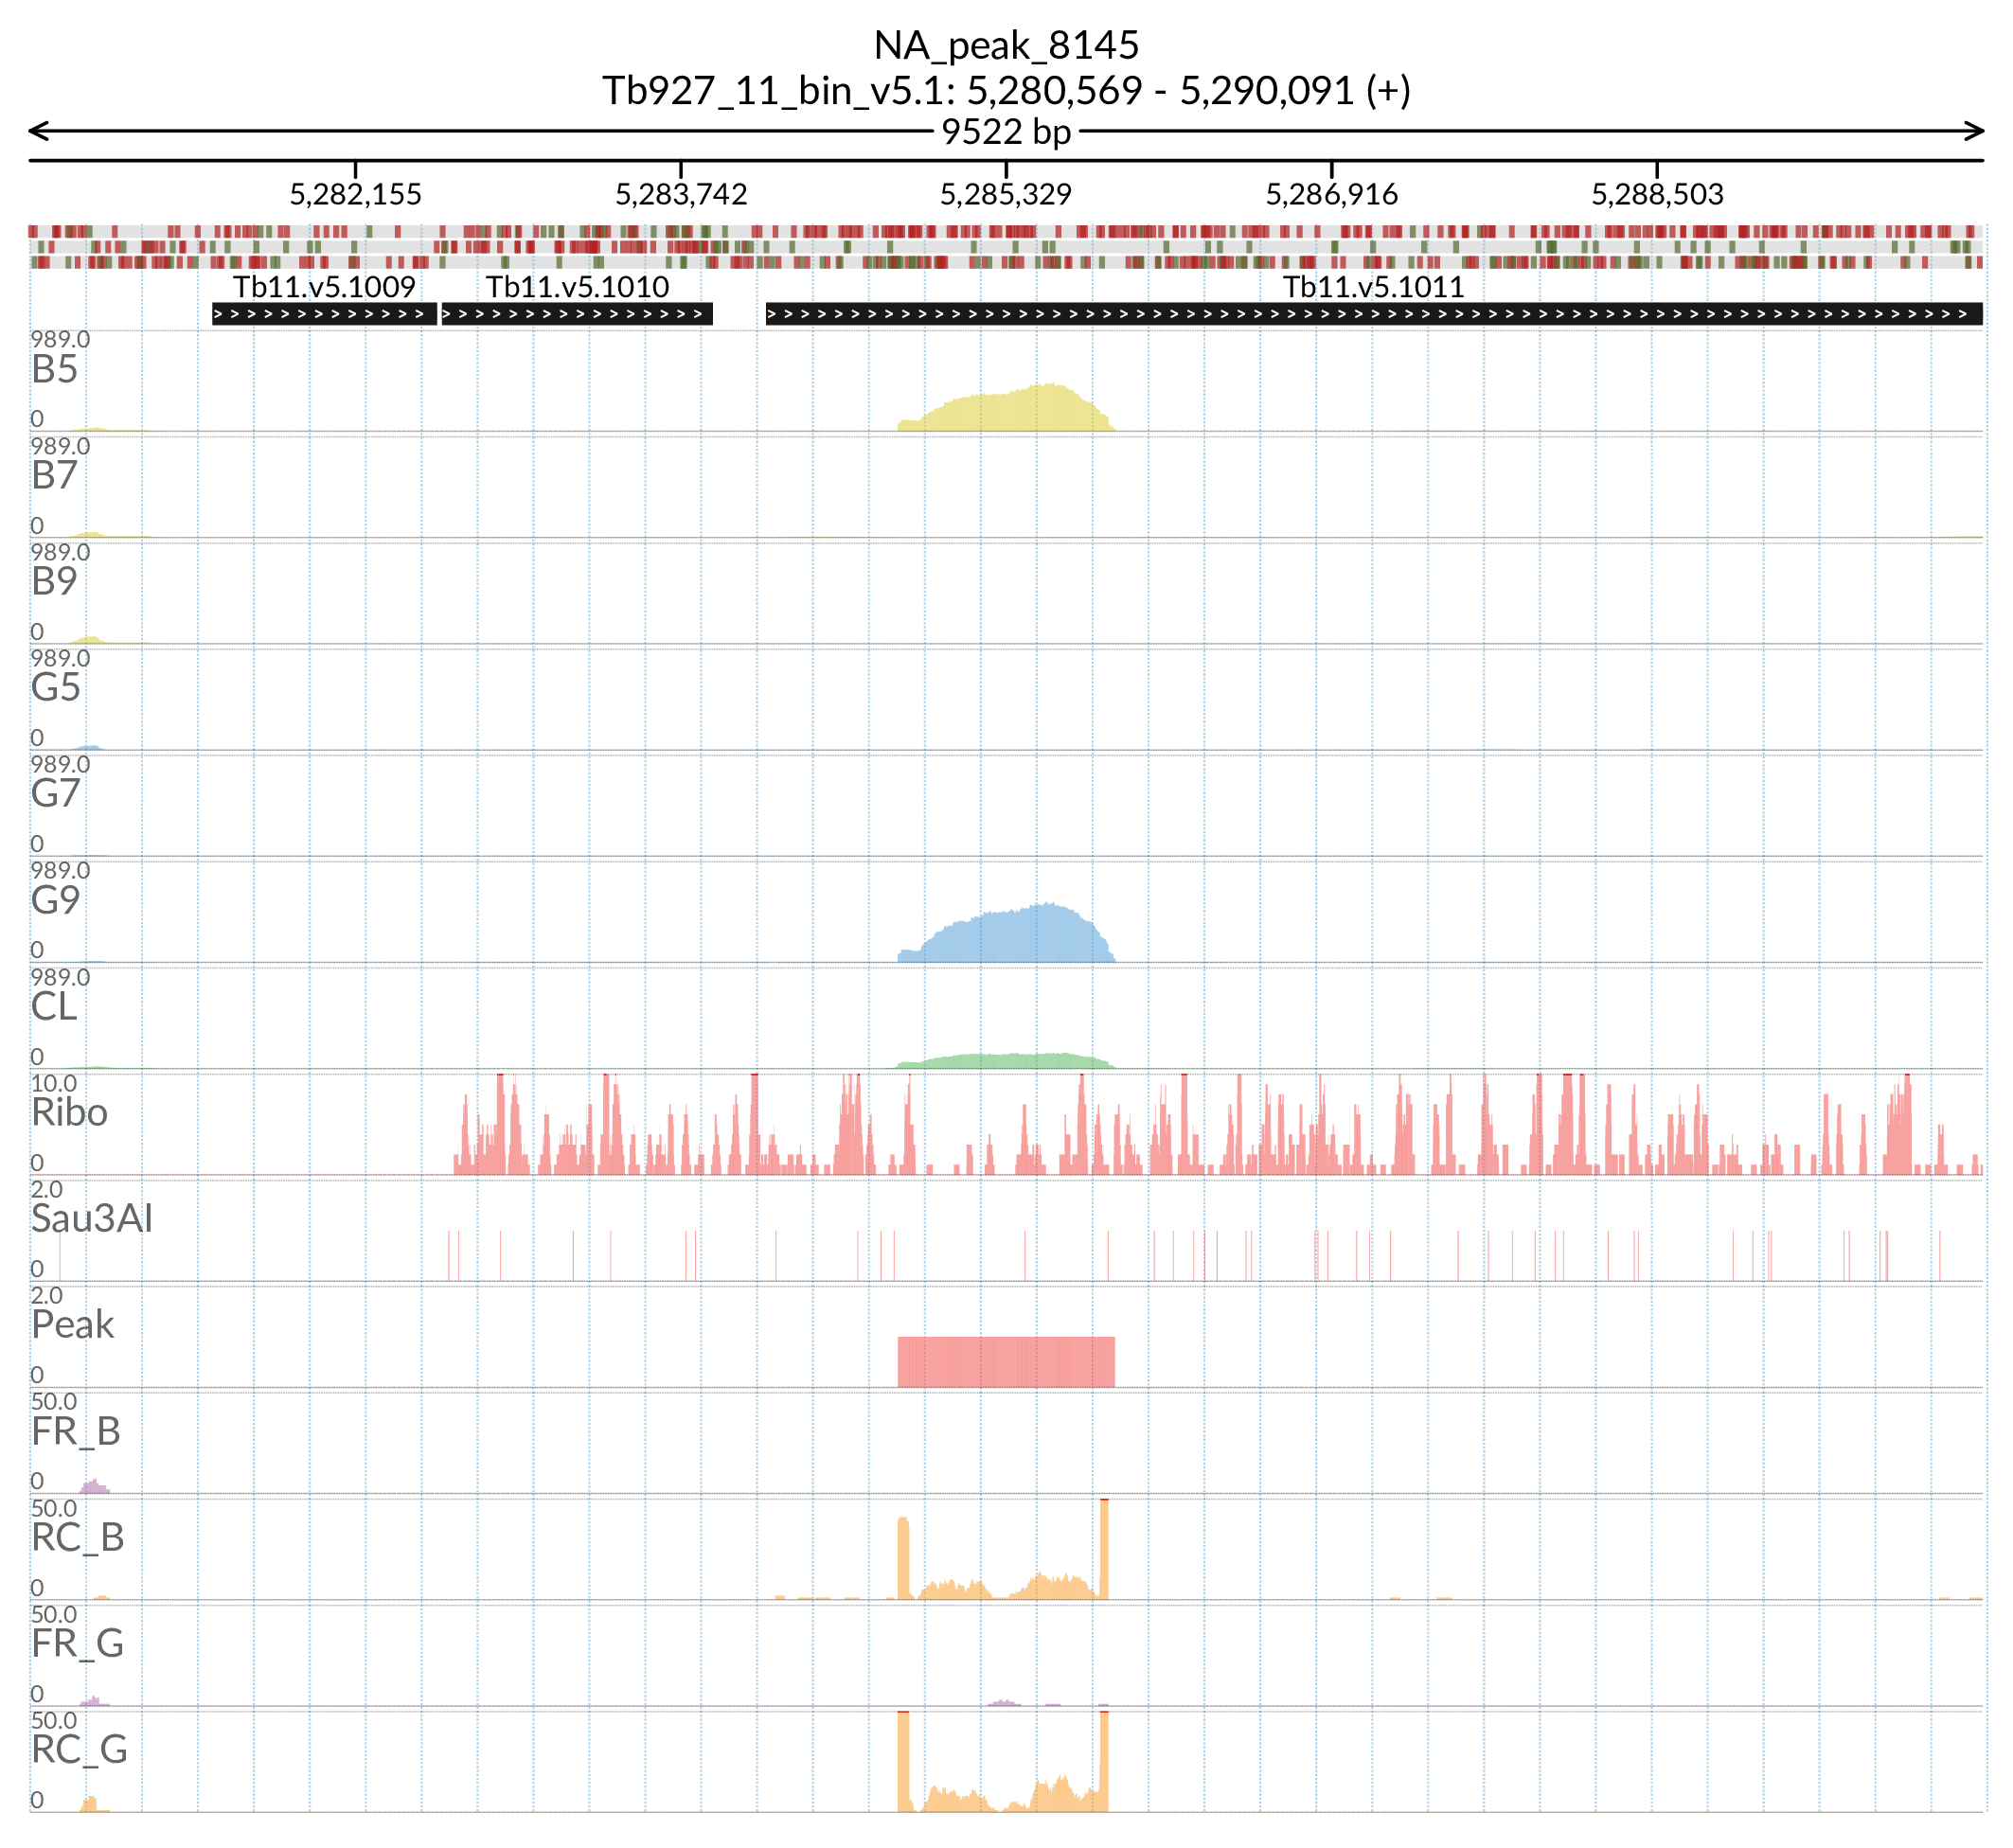 NA_peak_8145
Tb927_11_bin_v5.1: 5,280,569 - 5,290,091 (+)
9522 bp
5,282,155 5,283,742 5,285,329 5,286,916 5,288,503
Tb11.v5.1009 Tb11.v5.1010 Tb11.v5.1011
989.0
B5
0
989.0
B7
0
989.0
B9
0
989.0
G5
0
989.0
G7
0
989.0
G9
0
989.0
CL
0
10.0
Ribo
0
2.0
Sau3AI
0
2.0
Peak
0
50.0
FR_B
0
50.0
RC_B
0
50.0
FR_G
0
50.0
RC_G
0